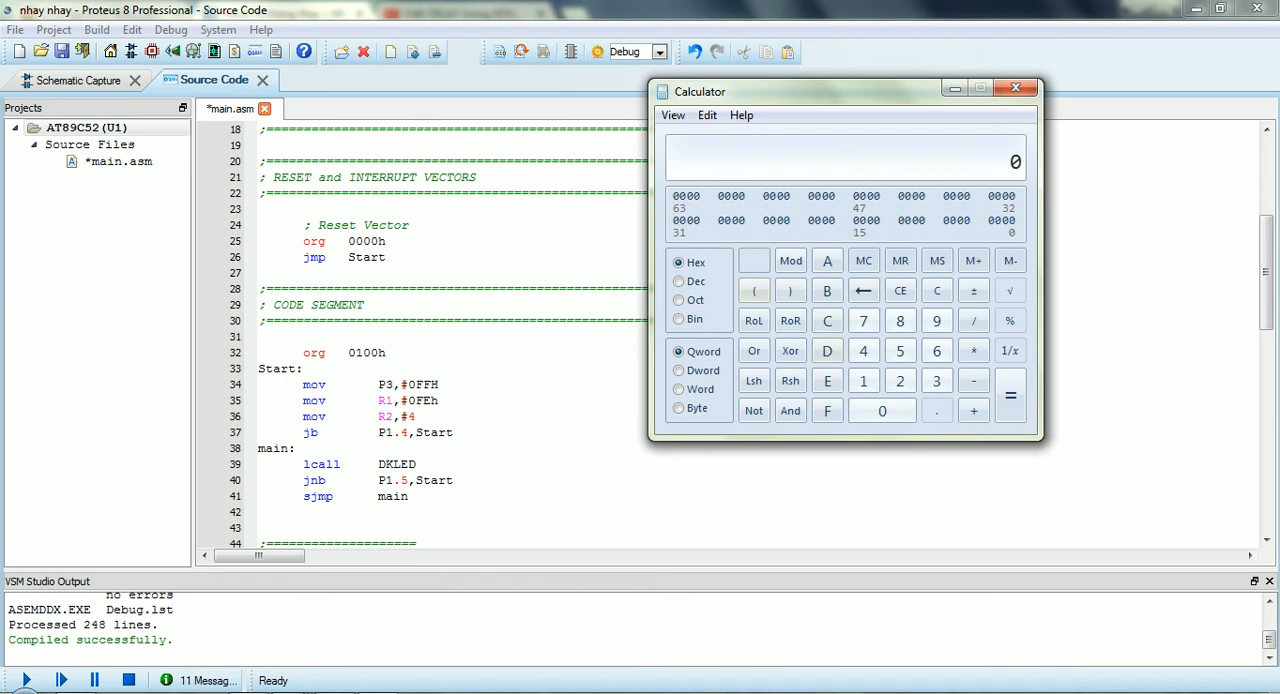 nhay nhay - Proteus 8 Professional - Source Code
File Project Build Edit Debug System Help
Debug
Schematic Capture Source Code
Projects
*main.asm
AT89C52(U1)
Source Files
*main.asm
18 ;====================================================
19
20 ;====================================================
21 ; RESET and INTERRUPT VECTORS
22 ;====================================================
23
24 ; Reset Vector
25 org 0000h
26 jmp Start
27
28 ;====================================================
29 ; CODE SEGMENT
30 ;====================================================
31
32 org 0100h
33 Start:
34 mov P3,#0FFH
35 mov R1,#0FEh
36 mov R2,#4
37 jb P1.4,Start
38 main:
39 lcall DKLED
40 jnb P1.5,Start
41 sjmp main
42
43
44 ;=====================
Calculator
View Edit Help
0
0000 0000 0000 0000 0000 0000 0000 0000
63 47 32
0000 0000 0000 0000 0000 0000 0000 0000
31 15 0
Hex Mod A MC MR MS M+ M-
Dec ( ) B ← CE C ± √
Oct
Bin RoL RoR C 7 8 9 / %
Qword Or Xor D 4 5 6 * 1/x
Dword
Word Lsh Rsh E 1 2 3 - =
Byte Not And F 0 . +
VSM Studio Output
no errors
ASEMDDX.EXE Debug.lst
Processed 248 lines.
Compiled successfully.
11 Messag... Ready